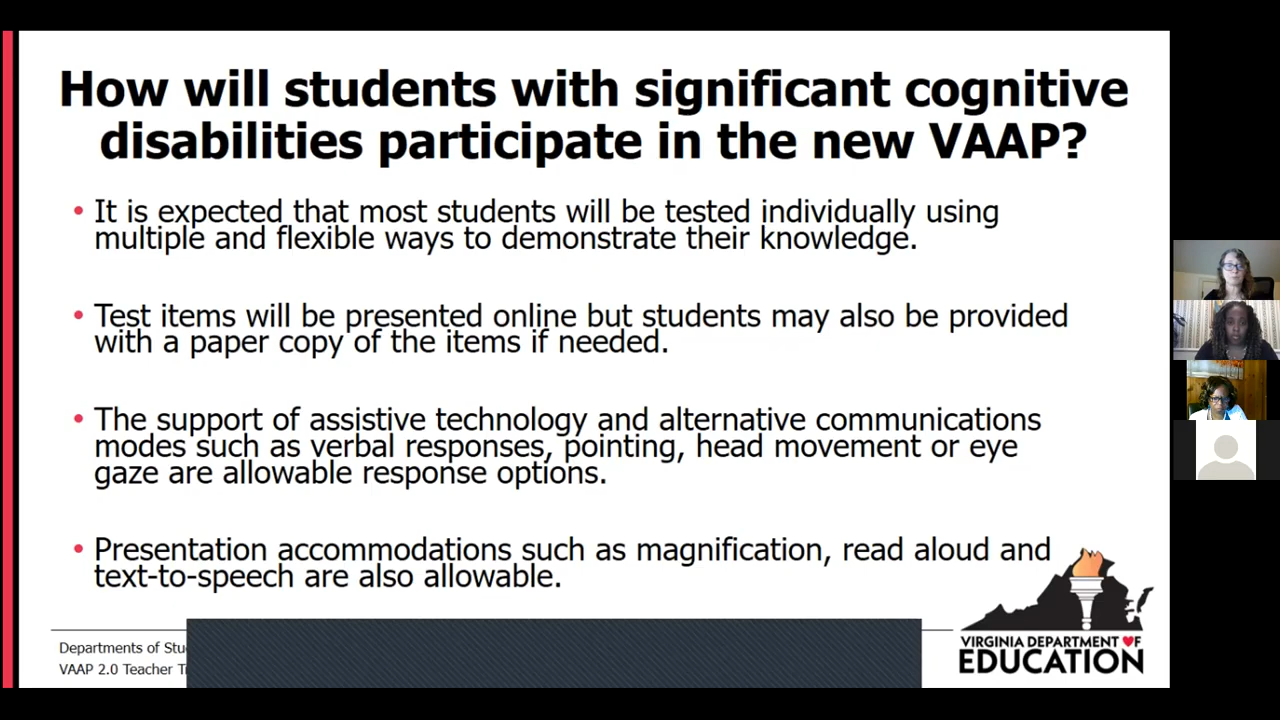 How will students with significant cognitive
disabilities participate in the new VAAP?
• It is expected that most students will be tested individually using
multiple and flexible ways to demonstrate their knowledge.
• Test items will be presented online but students may also be provided
with a paper copy of the items if needed.
• The support of assistive technology and alternative communications
modes such as verbal responses, pointing, head movement or eye
gaze are allowable response options.
• Presentation accommodations such as magnification, read aloud and
text-to-speech are also allowable.
Departments of
VAAP 2.0 Teacher
VIRGINIA DEPARTMENT OF
EDUCATION